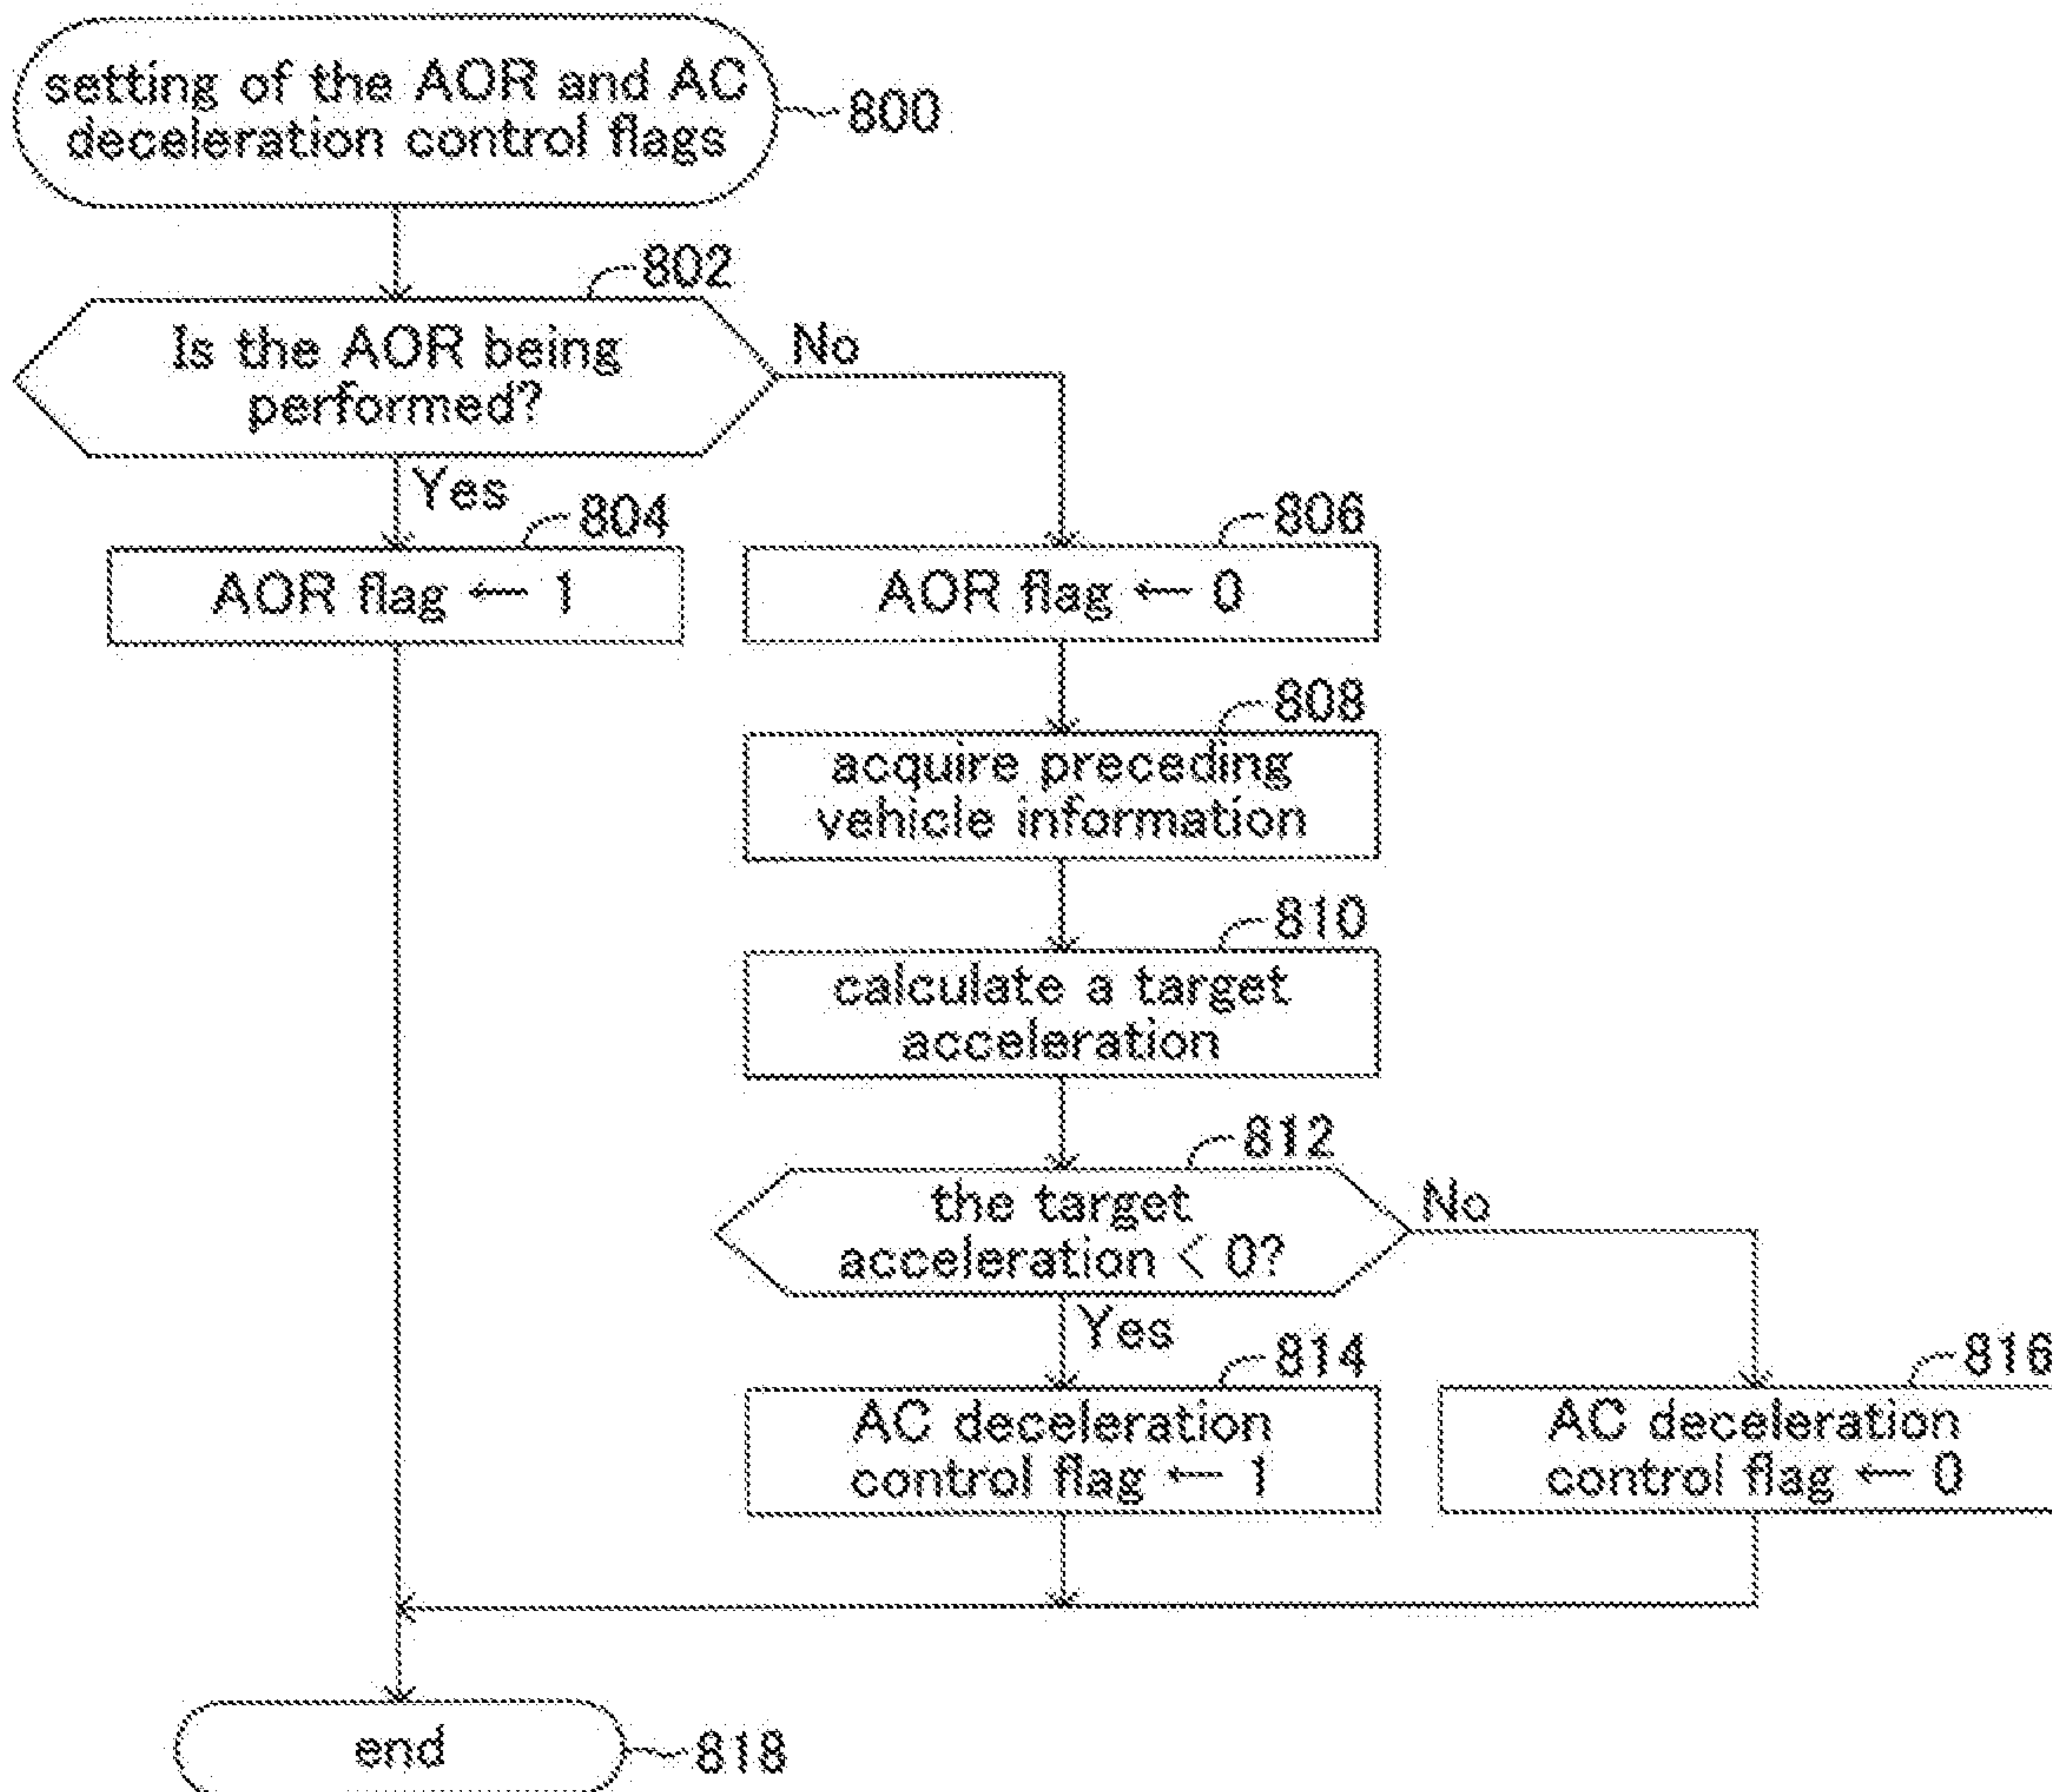 setting of the AOR and AC
deceleration control flags
800
802
Is the AOR being
performed?
No
Yes
804
AOR flag ← 1
806
AOR flag ← 0
808
acquire preceding
vehicle information
810
calculate a target
acceleration
812
the target
acceleration < 0?
No
Yes
814
AC deceleration
control flag ← 1
816
AC deceleration
control flag ← 0
end
818